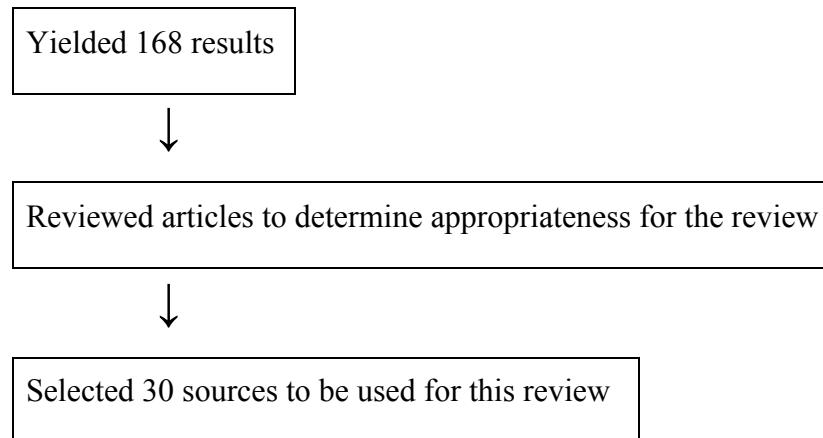 Yielded 168 results
↓
Reviewed articles to determine appropriateness for the review
↓
Selected 30 sources to be used for this review